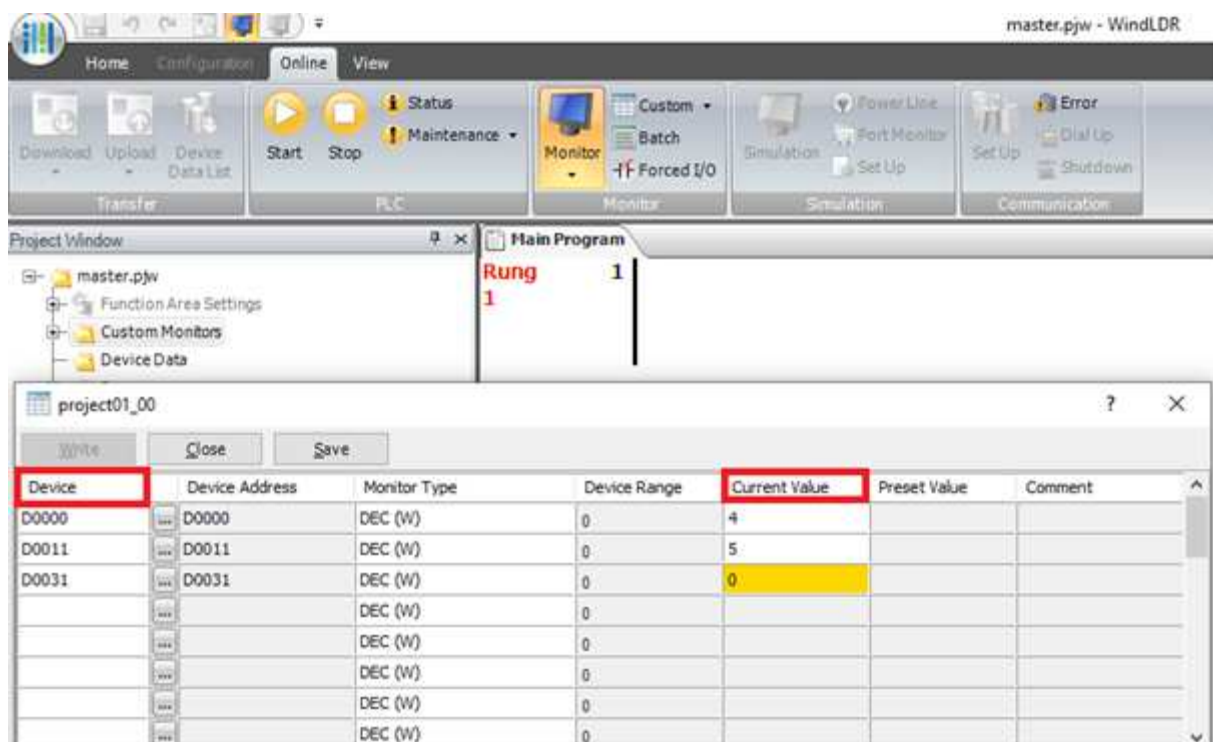 master.pjw - WindLDR
Home Configuration Online View
Download Upload Device Data List
Transfer
Start Stop Status Maintenance
PLC
Monitor Custom Batch Forced I/O
Monitor
Simulation Power Line Port Monitor Set Up
Simulation
Set Up Error Dial Up Shutdown
Communication
Project Window
Main Program
master.pjw
Function Area Settings
Custom Monitors
Device Data
Rung 1
1
project01_00 ?
Write Close Save
Device Device Address Monitor Type Device Range Current Value Preset Value Comment
D0000 ... D0000 DEC (W) 0 4
D0011 ... D0011 DEC (W) 0 5
D0031 ... D0031 DEC (W) 0 0
... DEC (W) 0
... DEC (W) 0
... DEC (W) 0
... DEC (W) 0
... DEC (W) 0